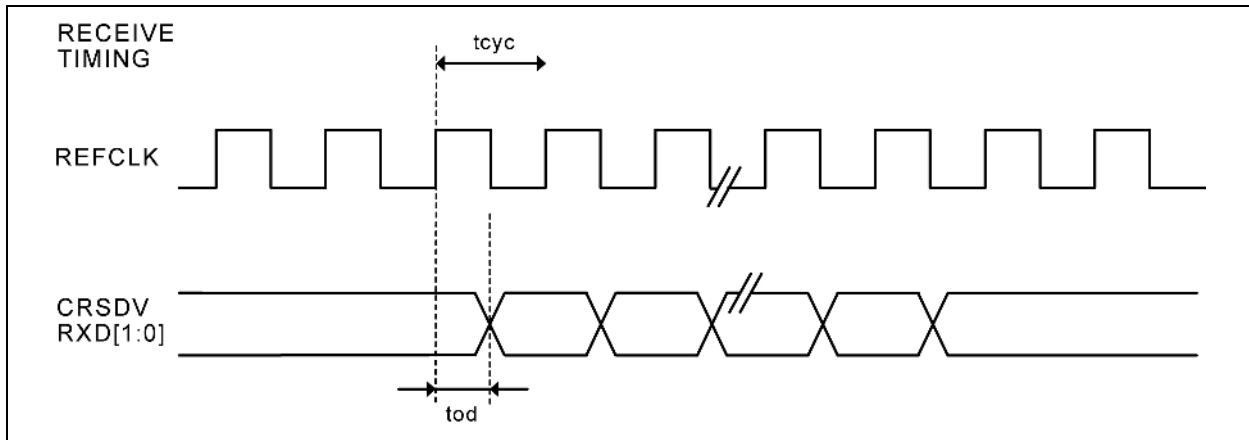 RECEIVE
TIMING
tcyc
REFCLK
CRSDV
RXD[1:0]
tod